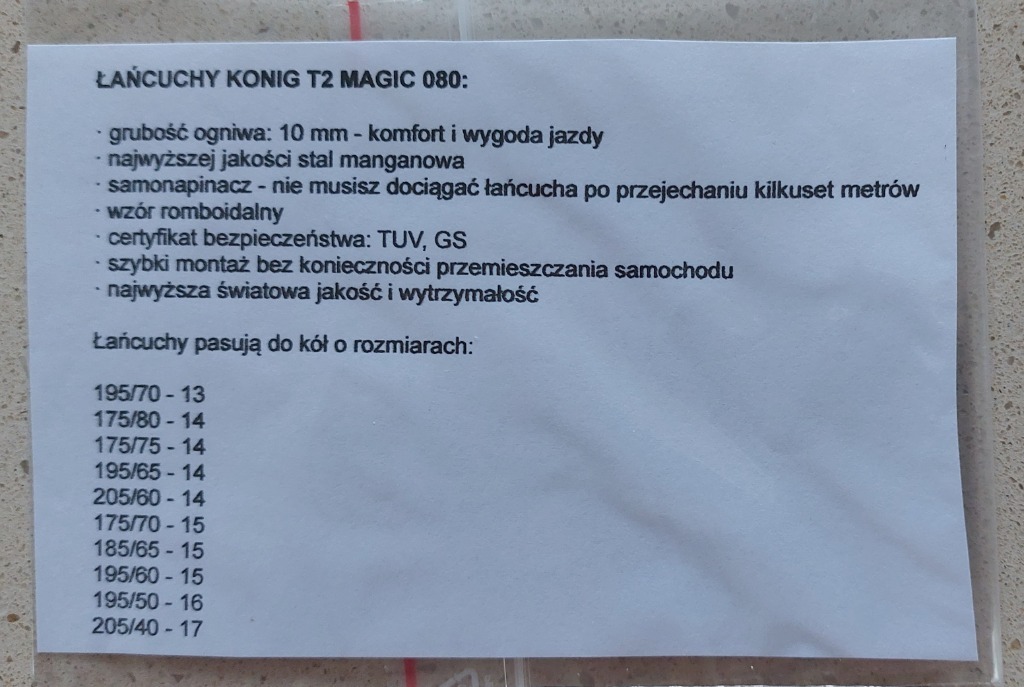 ŁAŃCUCHY KONIG T2 MAGIC 080:
· grubość ogniwa: 10 mm - komfort i wygoda jazdy
· najwyższej jakości stal manganowa
· samonapinacz - nie musisz dociągać łańcucha po przejechaniu kilkuset metrów
· wzór romboidalny
· certyfikat bezpieczeństwa: TUV, GS
· szybki montaż bez konieczności przemieszczania samochodu
· najwyższa światowa jakość i wytrzymałość
Łańcuchy pasują do kół o rozmiarach:
195/70 - 13
175/80 - 14
175/75 - 14
195/65 - 14
205/60 - 14
175/70 - 15
185/65 - 15
195/60 - 15
195/50 - 16
205/40 - 17